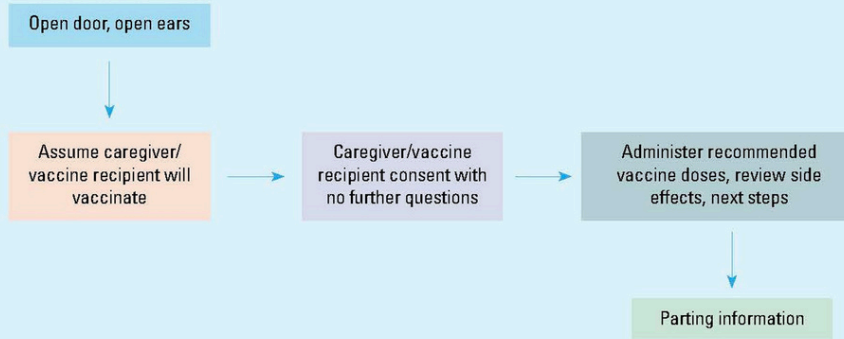 Open door, open ears
Assume caregiver/
vaccine recipient will
vaccinate
Caregiver/vaccine
recipient consent with
no further questions
Administer recommended
vaccine doses, review side
effects, next steps
Parting information